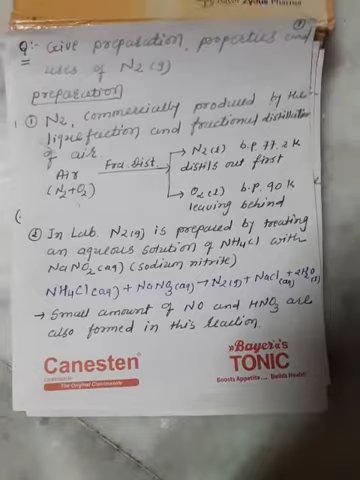 Zydus Pharma
①
Q:- Give preparation, properties and
uses of N2(g)
preparation
① N2, commercially produced by the
liquefaction and fractional distillation
of air.
Air Fra. Dist. → N2(l) b.p. 77.2K
(N2+O2) distils out first
→ O2(l) b.p. 90K
leaving behind
② In Lab. N2(g) is prepared by treating
an aqueous solution of NH4Cl with
NaNO2(aq) (sodium nitrite)
NH4Cl(aq) + NaNO2(aq) → N2(g) + NaCl(aq) + 2H2O(l)
→ Small amount of NO and HNO3 are
also formed in this reaction.
Canesten®
The Original Clotrimazole
»Bayer's
TONIC
Boosts Appetite.... Builds Health!